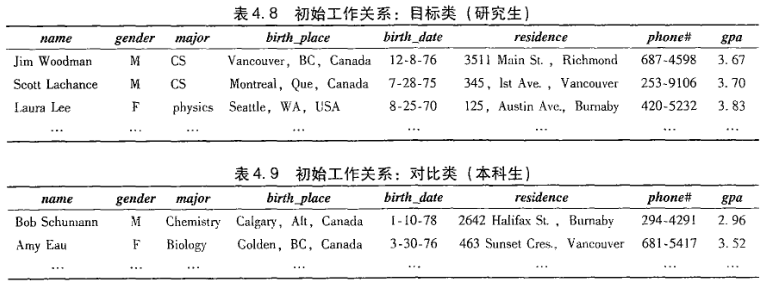 表4.8 初始工作关系：目标类（研究生）
name gender major birth_place birth_date residence phone# gpa
Jim Woodman M CS Vancouver, BC, Canada 12-8-76 3511 Main St., Richmond 687-4598 3.67
Scott Lachance M CS Montreal, Que, Canada 7-28-75 345, 1st Ave., Vancouver 253-9106 3.70
Laura Lee F physics Seattle, WA, USA 8-25-70 125, Austin Ave., Burnaby 420-5232 3.83
… … … … … … … …
表4.9 初始工作关系：对比类（本科生）
name gender major birth_place birth_date residence phone# gpa
Bob Schumann M Chemistry Calgary, Alt, Canada 1-10-78 2642 Halifax St., Burnaby 294-4291 2.96
Amy Eau F Biology Golden, BC, Canada 3-30-76 463 Sunset Cres., Vancouver 681-5417 3.52
… … … … … … … …